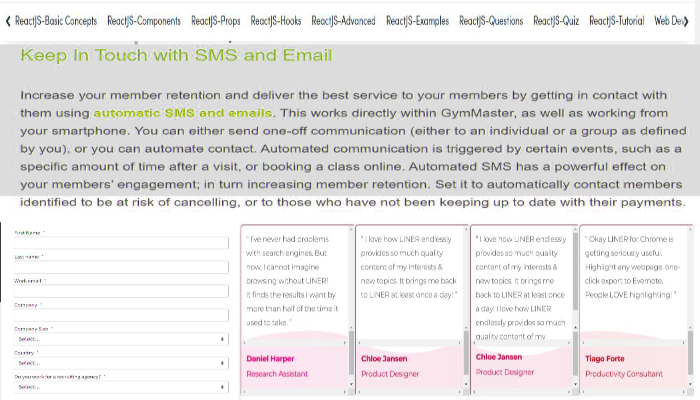 ReactJS-Basic Concepts ReactJS-Components ReactJS-Props ReactJS-Hooks ReactJS-Advanced ReactJS-Examples ReactJS-Questions ReactJS-Quiz ReactJS-Tutorial Web Dev
Keep In Touch with SMS and Email
Increase your member retention and deliver the best service to your members by getting in contact with
them using automatic SMS and emails. This works directly within GymMaster, as well as working from
your smartphone. You can either send one-off communication (either to an individual or a group as defined
by you), or you can automate contact. Automated communication is triggered by certain events, such as a
specific amount of time after a visit, or booking a class online. Automated SMS has a powerful effect on
your members' engagement; in turn increasing member retention. Set it to automatically contact members
identified to be at risk of cancelling, or to those who have not been keeping up to date with their payments.
First Name *
Last name *
Work email *
Company *
Company Size *
Select...
Country *
Select...
Do you work for a recruiting agency? *
Select...
" I've never had problems
with search engines. But
now, I cannot imagine
browsing without LINER!
It finds the results I want by
more than half of the time it
used to take. "
Daniel Harper
Research Assistant
" I love how LINER endlessly
provides so much quality
content of my interests &
new topics. It brings me back
to LINER at least once a day! "
Chloe Jansen
Product Designer
" I love how LINER endlessly
provides so much quality
content of my interests &
new topics. It brings me
back to LINER at least once
a day! I love how LINER
endlessly provides so much
quality content of my
Chloe Jansen
Product Designer
" Okay LINER for Chrome is
getting seriously useful.
Highlight any webpage, one-
click export to Evernote.
People LOVE highlighting! "
Tiago Forte
Productivity Consultant